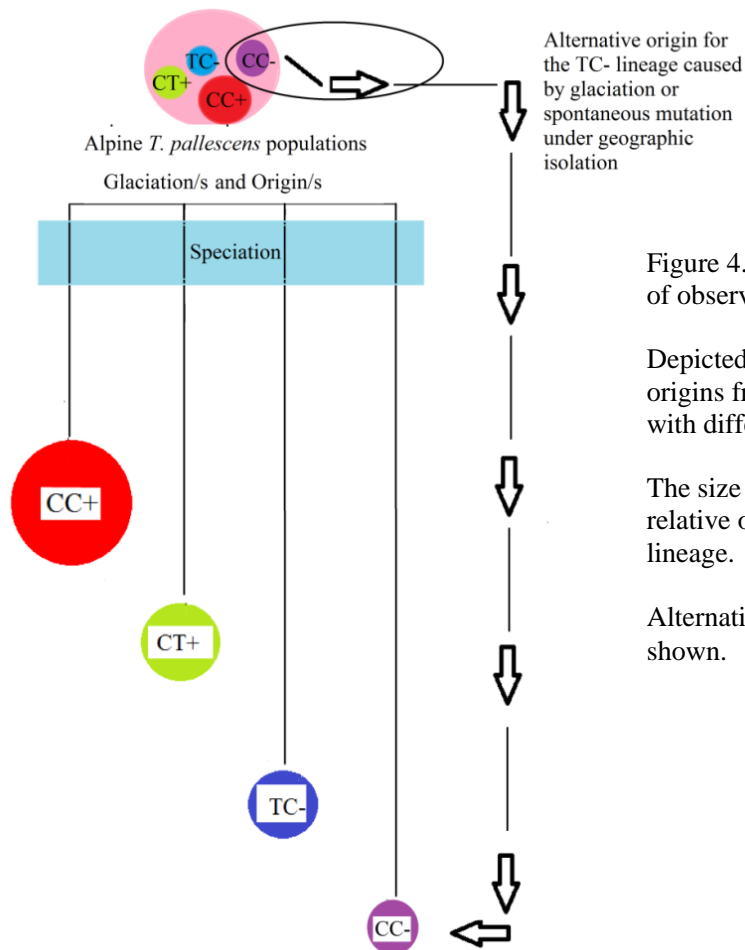 TC-
CC-
CT+
CC+
Alpine T. pallescens populations
Glaciation/s and Origin/s
Speciation
CC+
CT+
TC-
CC-
Alternative origin for
the TC- lineage caused
by glaciation or
spontaneous mutation
under geographic
isolation
Figure 4.
of observ
Depicted
origins fr
with diffe
The size
relative o
lineage.
Alternati
shown.